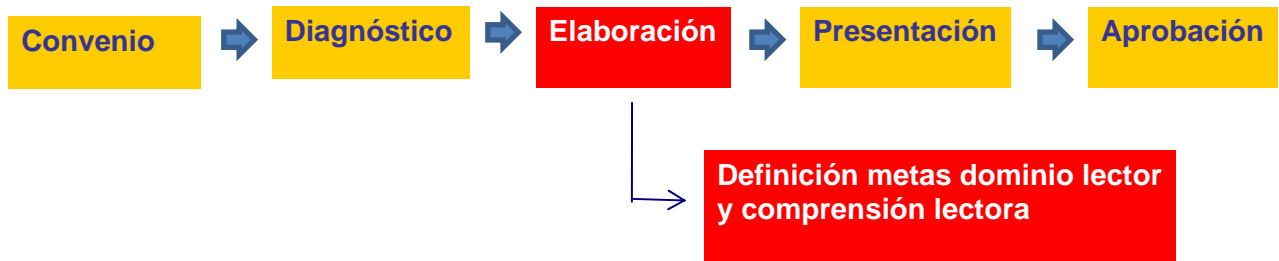 Convenio
Diagnóstico
Elaboración
Presentación
Aprobación
Definición metas dominio lector
y comprensión lectora